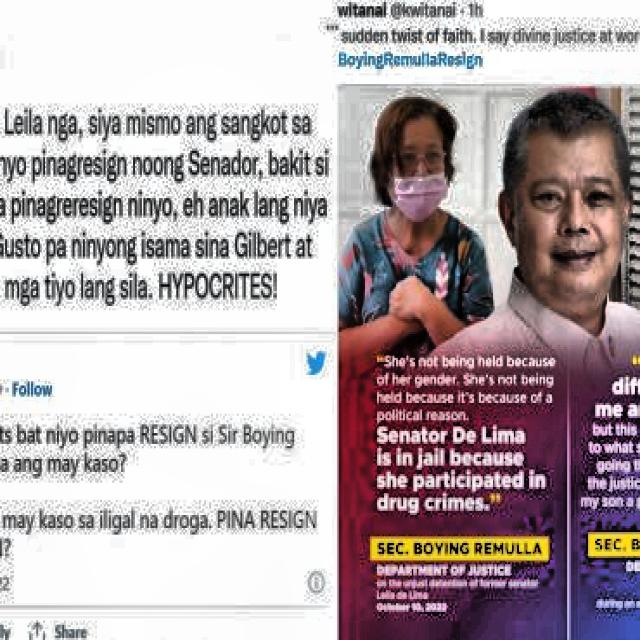 Leila nga, siya mismo ang sangkot sa
nyo pinagresign noong Senador, bakit si
a pinagreresign ninyo, eh anak lang niya
Gusto pa ninyong isama sina Gilbert at
mga tiyo lang sila. HYPOCRITES!
Follow
ts bat niyo pinapa RESIGN si Sir Boying
a ang may kaso?
may kaso sa iligal na droga. PINA RESIGN
l?
22
ly
Share
witanai @kwitanai · 1h
sudden twist of faith. I say divine justice at wor
BoyingRemullaResign
"She's not being held because
of her gender. She's not being
held because it's because of a
political reason.
Senator De Lima
is in jail because
she participated in
drug crimes."
SEC. BOYING REMULLA
DEPARTMENT OF JUSTICE
on the unjust detention of former senator
Leila de Lima
October 10, 2022
"
diff
me a
but this
to what s
going th
the justic
my son a p
SEC. B
DE
during an